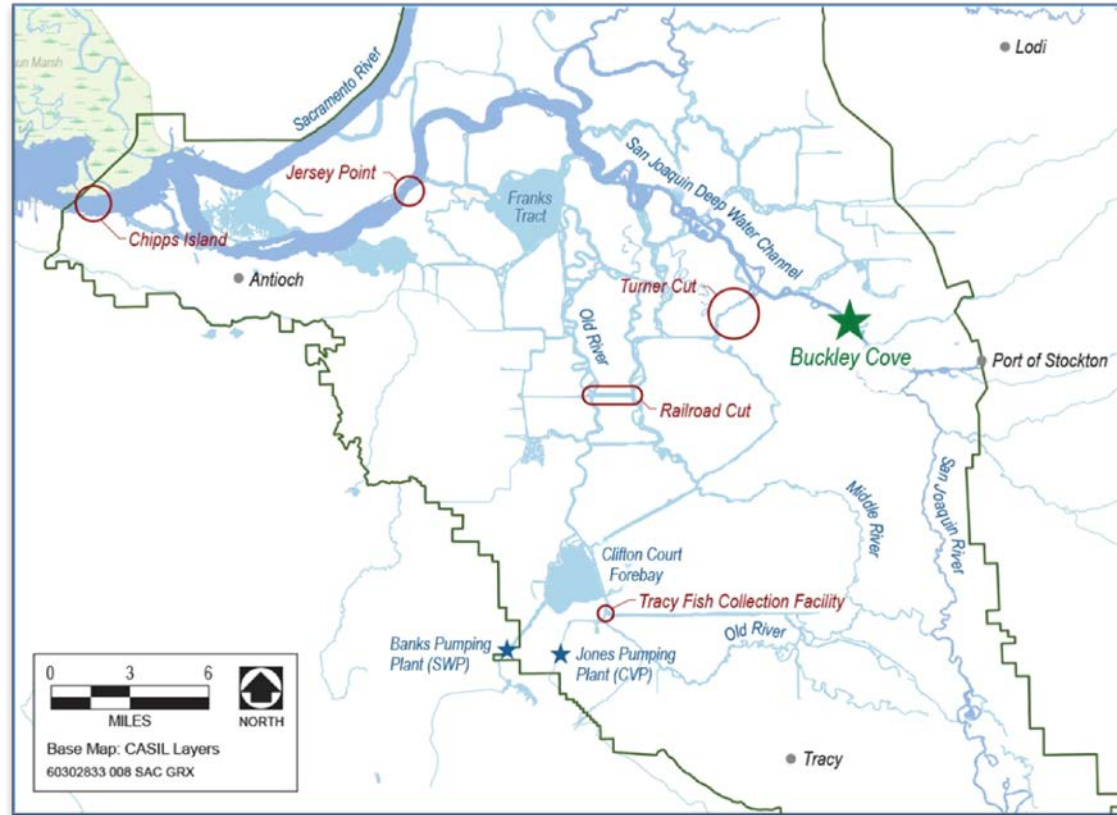 Lodi
un Marsh
Sacramento River
Jersey Point
Franks
Tract
San Joaquin Deep Water Channel
Chipps Island
Antioch
Turner Cut
Old River
Buckley Cove
Port of Stockton
Railroad Cut
Middle River
San Joaquin River
Clifton Court
Forebay
Tracy Fish Collection Facility
Old River
Banks Pumping
Plant (SWP)
Jones Pumping
Plant (CVP)
Tracy
0 3 6
MILES
NORTH
Base Map: CASIL Layers
60302833 008 SAC GRX